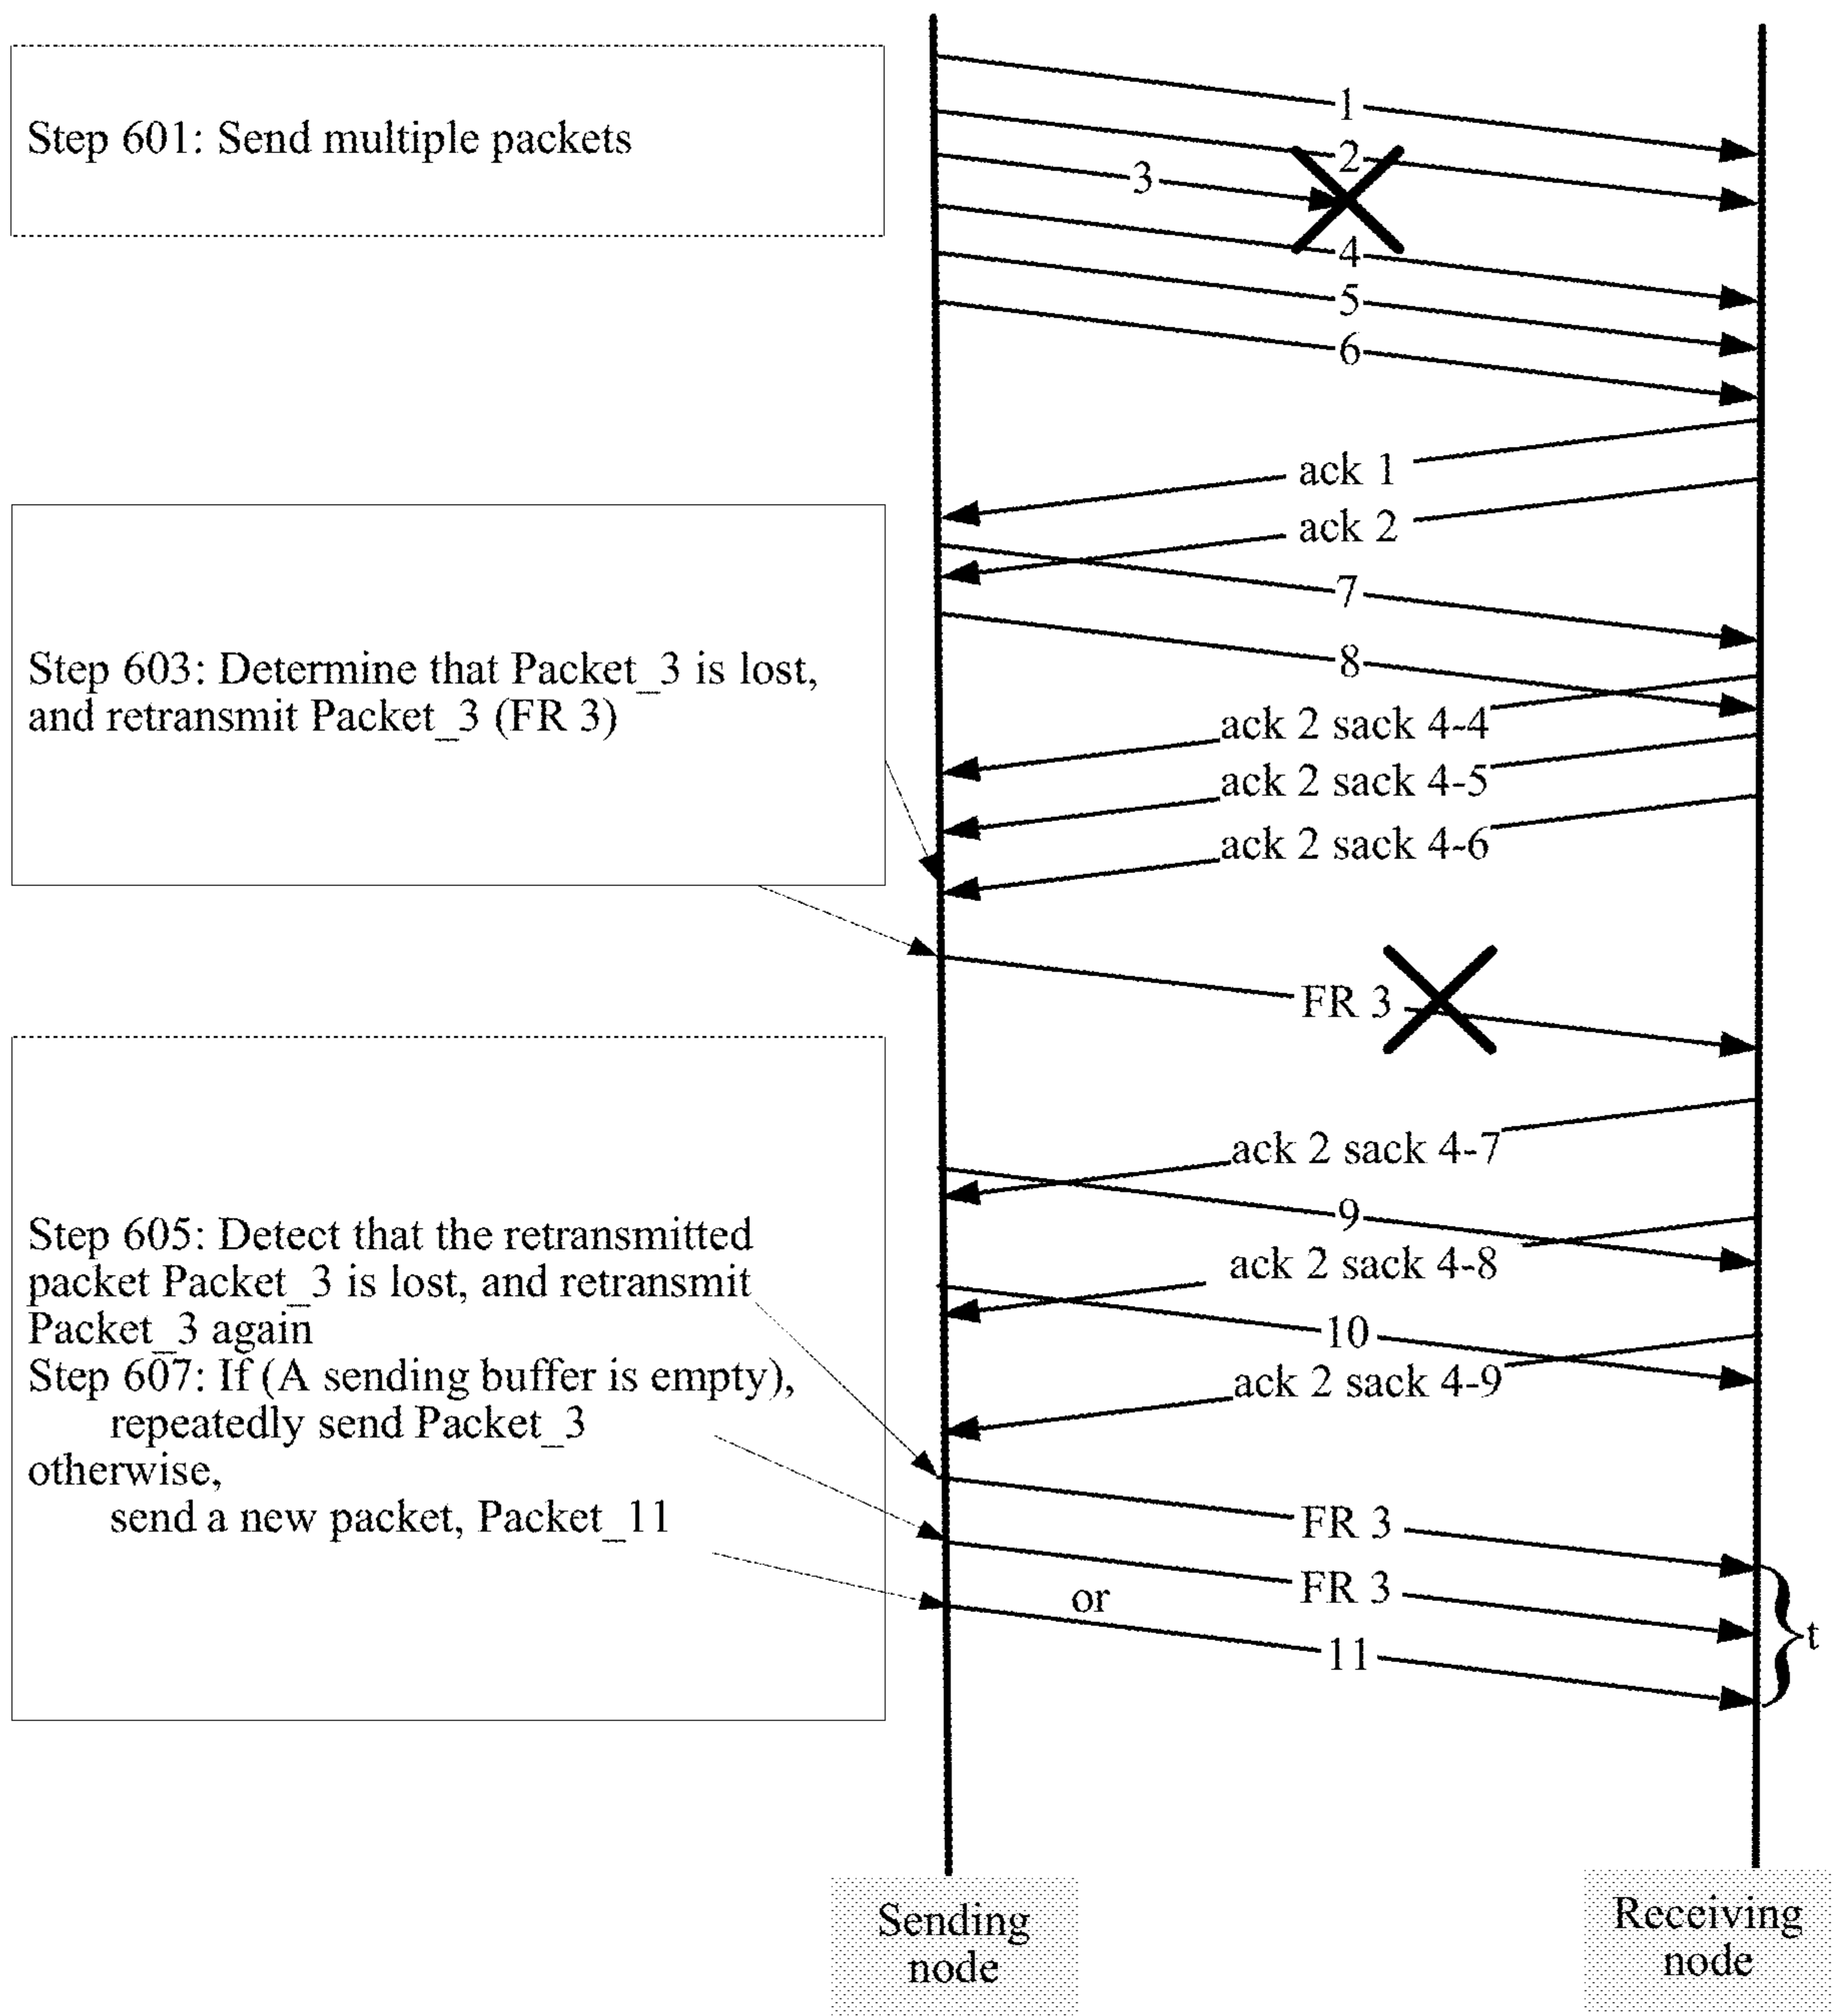 Step 601: Send multiple packets
1
2
3
4
5
6
ack 1
ack 2
7
8
Step 603: Determine that Packet_3 is lost,
and retransmit Packet_3 (FR 3)
ack 2 sack 4-4
ack 2 sack 4-5
ack 2 sack 4-6
FR 3
ack 2 sack 4-7
9
ack 2 sack 4-8
10
ack 2 sack 4-9
Step 605: Detect that the retransmitted
packet Packet_3 is lost, and retransmit
Packet_3 again
Step 607: If (A sending buffer is empty),
repeatedly send Packet_3
otherwise,
send a new packet, Packet_11
FR 3
FR 3
or
11
t
Sending
node
Receiving
node